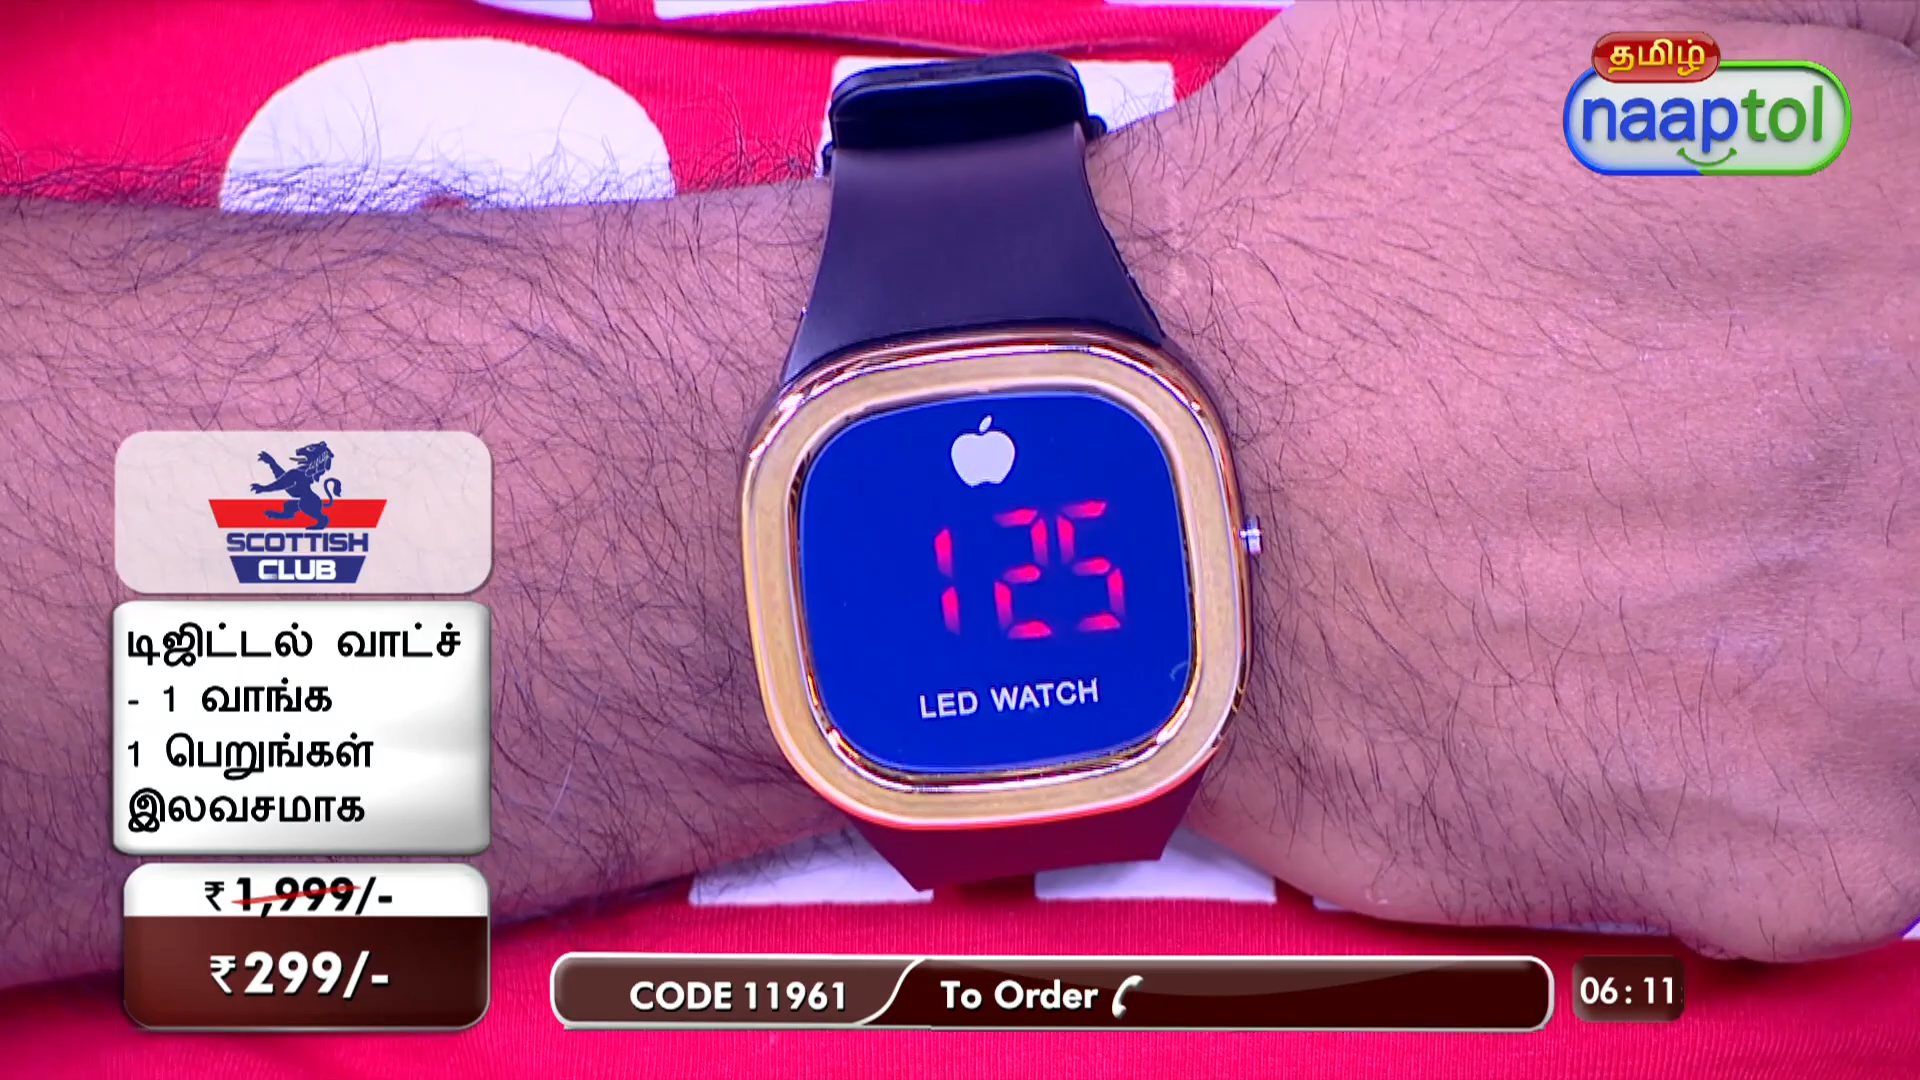 தமிழ்
naaptol
125
LED WATCH
SCOTTISH
CLUB
டிஜிட்டல் வாட்ச்
- 1 வாங்க
1 பெறுங்கள்
இலவசமாக
₹1,999/-
₹299/-
CODE 11961 To Order
06:11